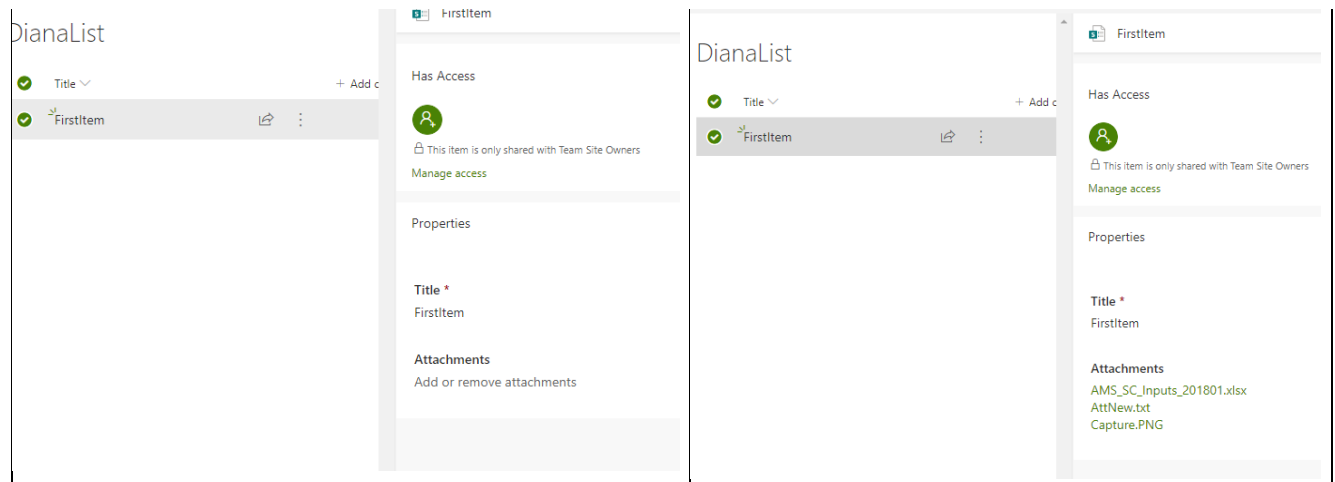 FirstItem
DianaList
Title
+ Add c
FirstItem
Has Access
This item is only shared with Team Site Owners
Manage access
Properties
Title *
FirstItem
Attachments
Add or remove attachments
FirstItem
DianaList
Title
+ Add c
FirstItem
Has Access
This item is only shared with Team Site Owners
Manage access
Properties
Title *
FirstItem
Attachments
AMS_SC_Inputs_201801.xlsx
AttNew.txt
Capture.PNG